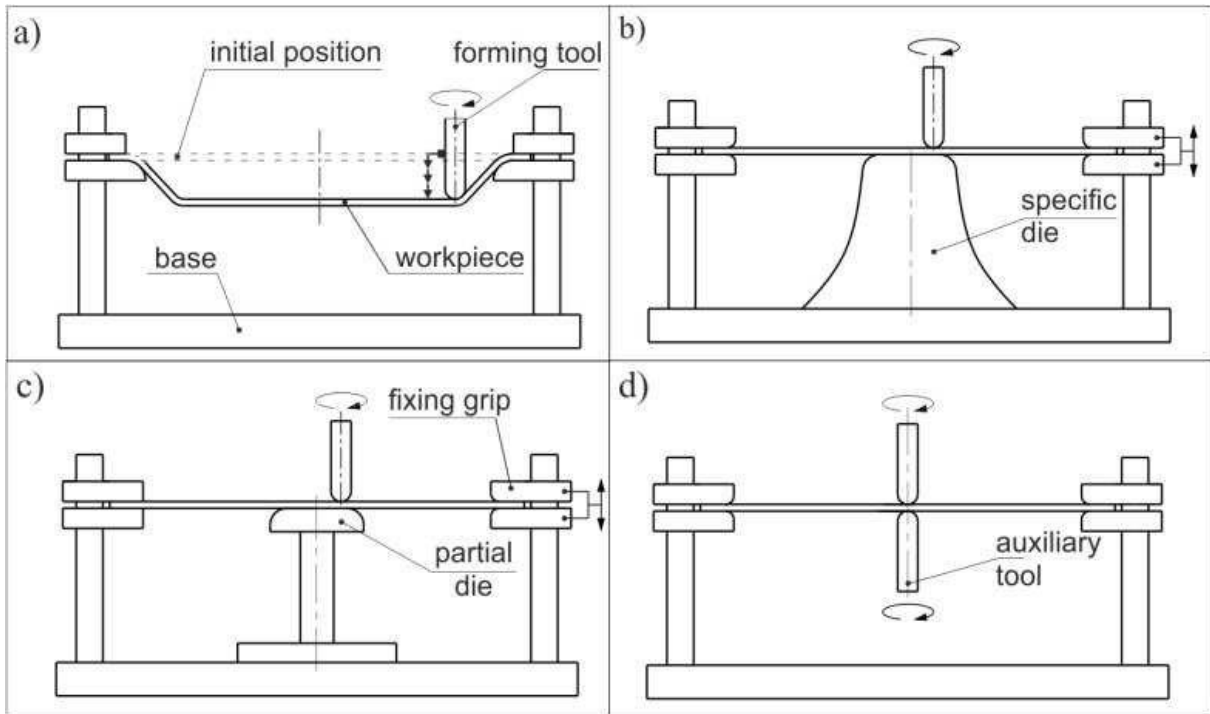 a)
initial position
forming tool
base
workpiece
b)
specific
die
c)
fixing grip
partial
die
d)
auxiliary
tool